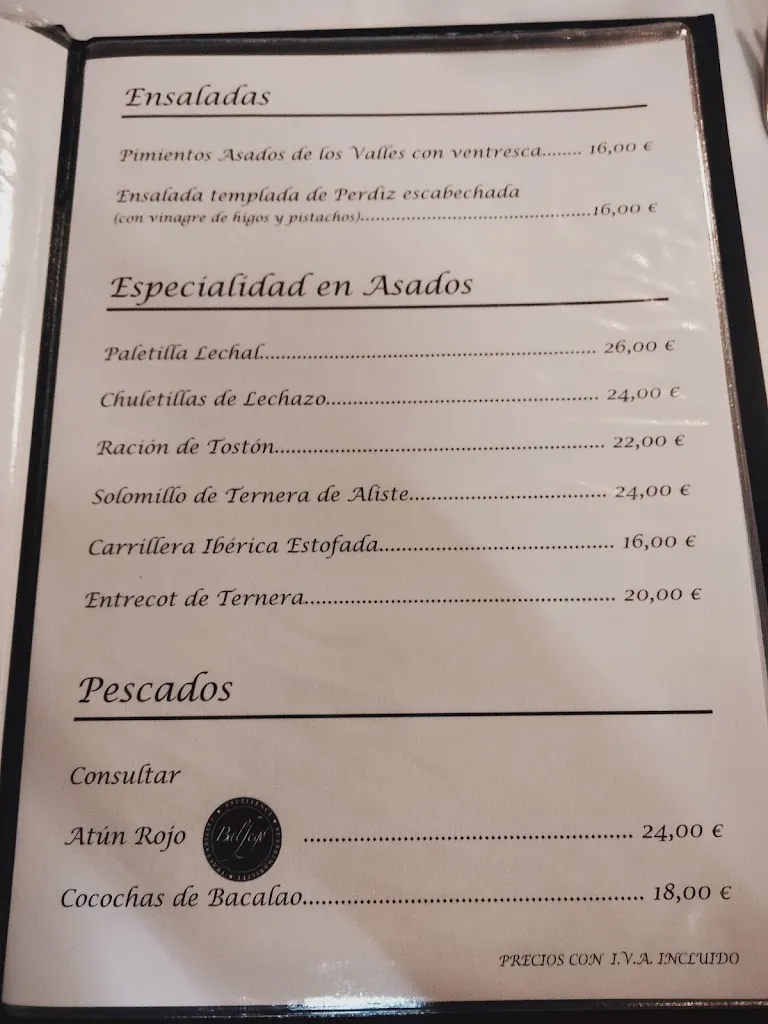 Ensaladas
Pimientos Asados de los Valles con ventresca........ 16,00 €
Ensalada templada de Perdiz escabechada
(con vinagre de higos y pistachos)..................................................16,00 €
Especialidad en Asados
Paletilla Lechal.................................................... 26,00 €
Chuletillas de Lechazo.......................................... 24,00 €
Ración de Tostón.................................................. 22,00 €
Solomillo de Ternera de Aliste.............................. 24,00 €
Carrillera Ibérica Estofada................................... 16,00 €
Entrecot de Ternera.............................................. 20,00 €
Pescados
Consultar
Atún Rojo Balfegó ................................................ 24,00 €
Cocochas de Bacalao.................................................. 18,00 €
PRECIOS CON I.V.A. INCLUIDO